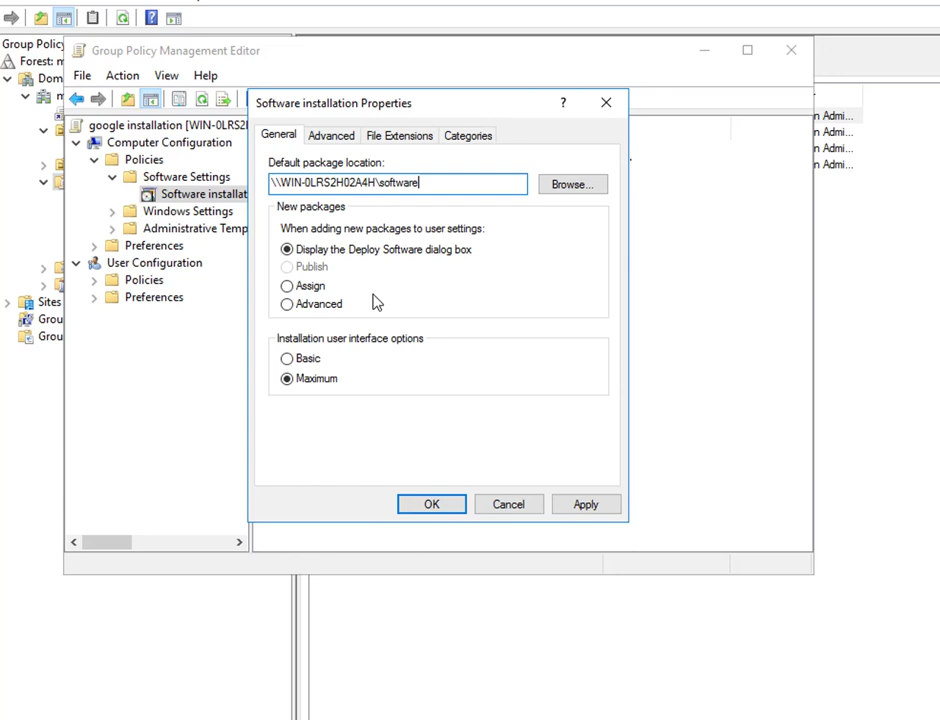 Group Policy
Forest: m
Dom
m
Sites
Grou
Grou
Group Policy Management Editor
File Action View Help
google installation [WIN-0LRS2
Computer Configuration
Policies
Software Settings
Software installat
Windows Settings
Administrative Temp
Preferences
User Configuration
Policies
Preferences
Software installation Properties
General Advanced File Extensions Categories
Default package location:
\\WIN-0LRS2H02A4H\software
Browse...
New packages
When adding new packages to user settings:
Display the Deploy Software dialog box
Publish
Assign
Advanced
Installation user interface options
Basic
Maximum
OK Cancel Apply
n Admi...
n Admi...
n Admi...
n Admi...